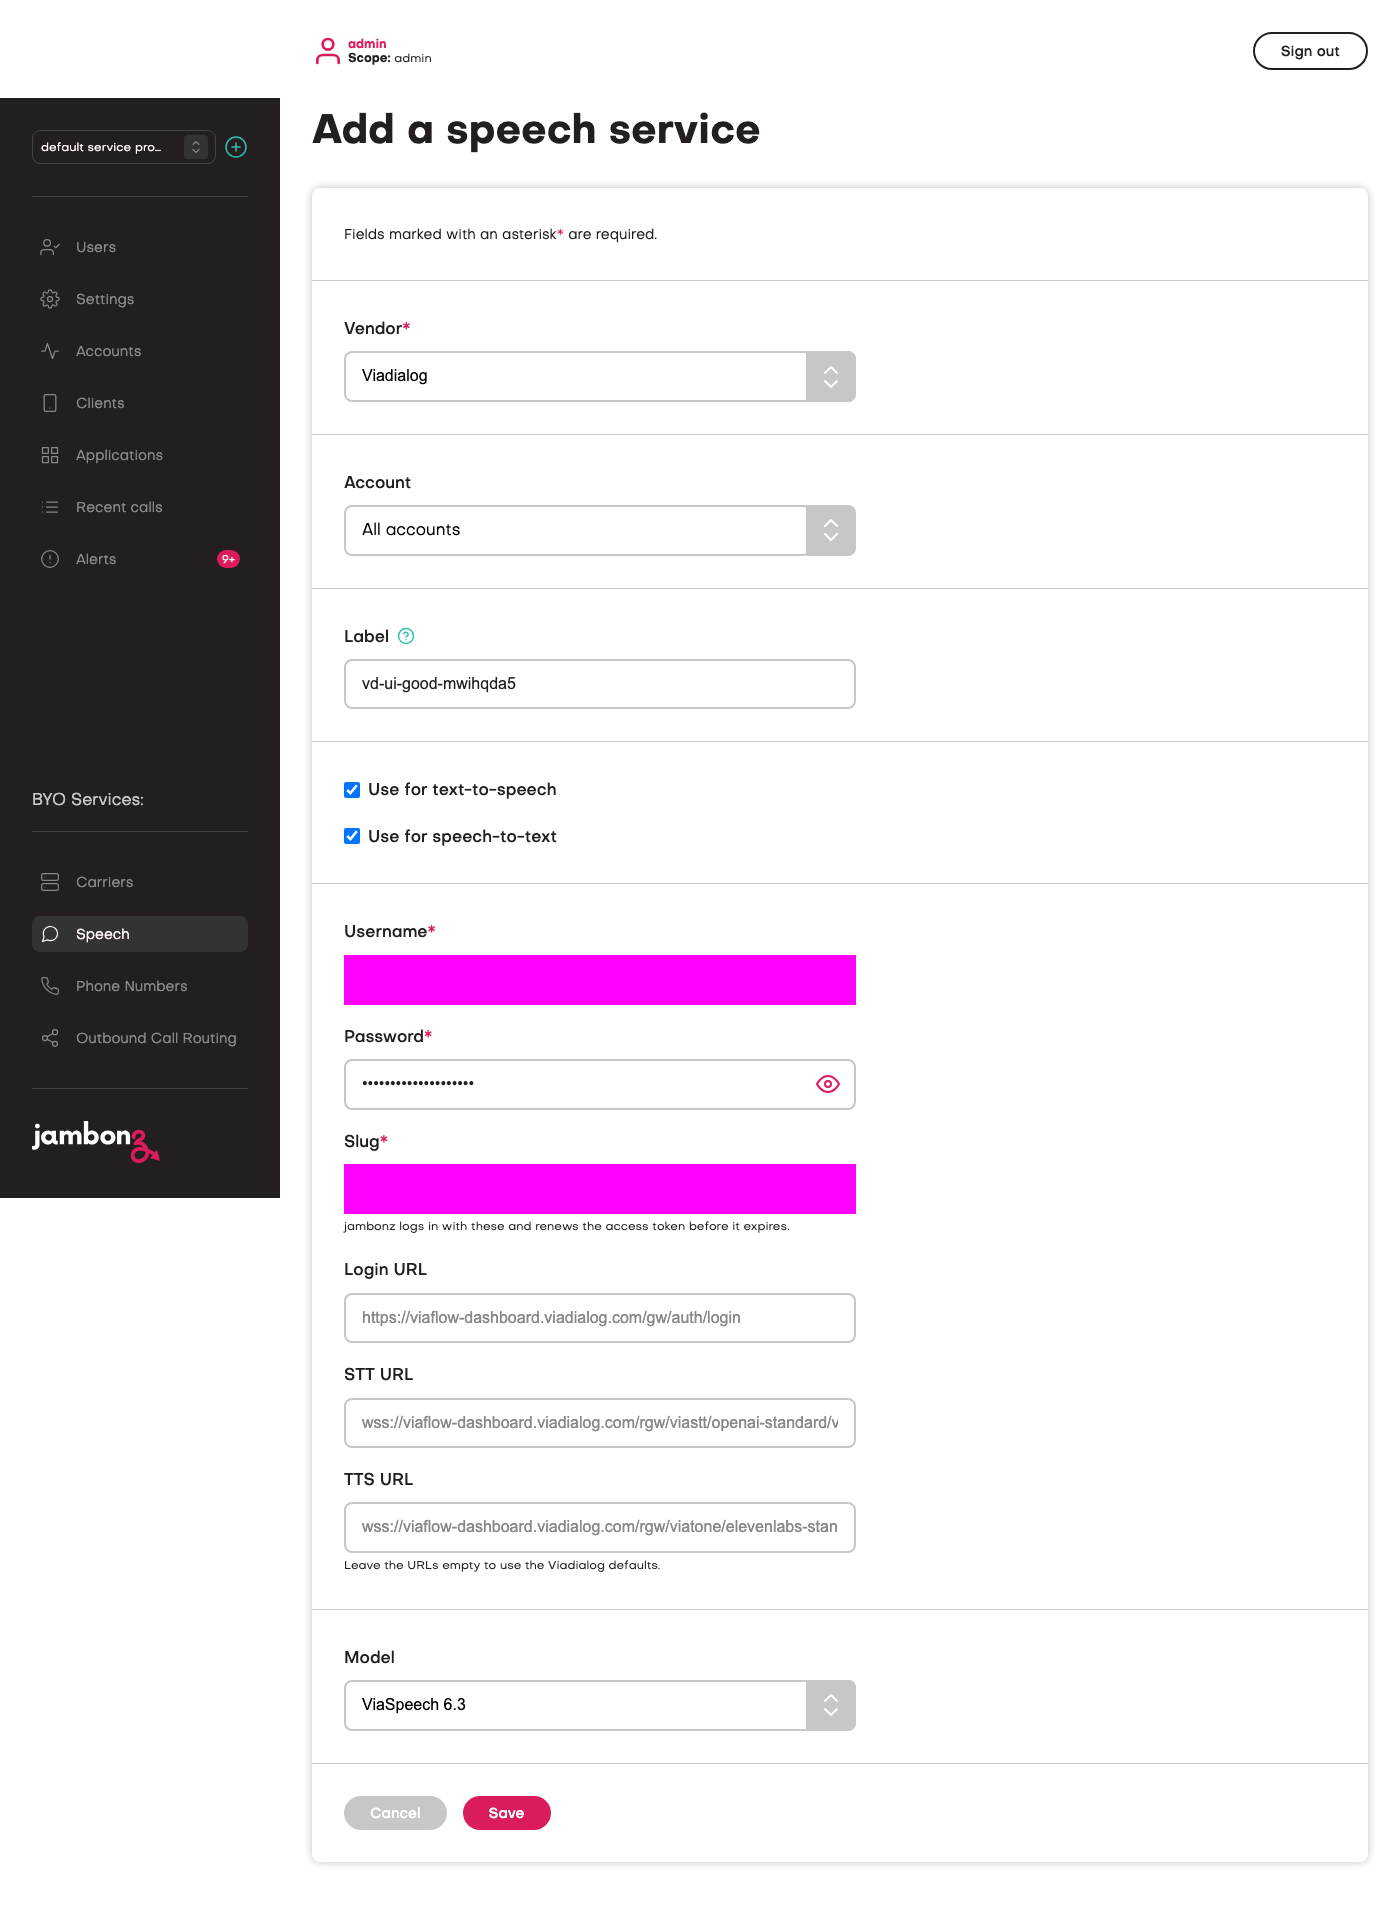 admin
Scope: admin
Sign out
default service pro...
Add a speech service
Users
Settings
Accounts
Clients
Applications
Recent calls
Alerts
9+
BYO Services:
Carriers
Speech
Phone Numbers
Outbound Call Routing
jambonz
Fields marked with an asterisk* are required.
Vendor*
Viadialog
Account
All accounts
Label
vd-ui-good-mwihqda5
Use for text-to-speech
Use for speech-to-text
Username*
Password*
••••••••••••••••••••
Slug*
jambonz logs in with these and renews the access token before it expires.
Login URL
https://viaflow-dashboard.viadialog.com/gw/auth/login
STT URL
wss://viaflow-dashboard.viadialog.com/rgw/viastt/openai-standard/v
TTS URL
wss://viaflow-dashboard.viadialog.com/rgw/viatone/elevenlabs-stan
Leave the URLs empty to use the Viadialog defaults.
Model
ViaSpeech 6.3
Cancel
Save